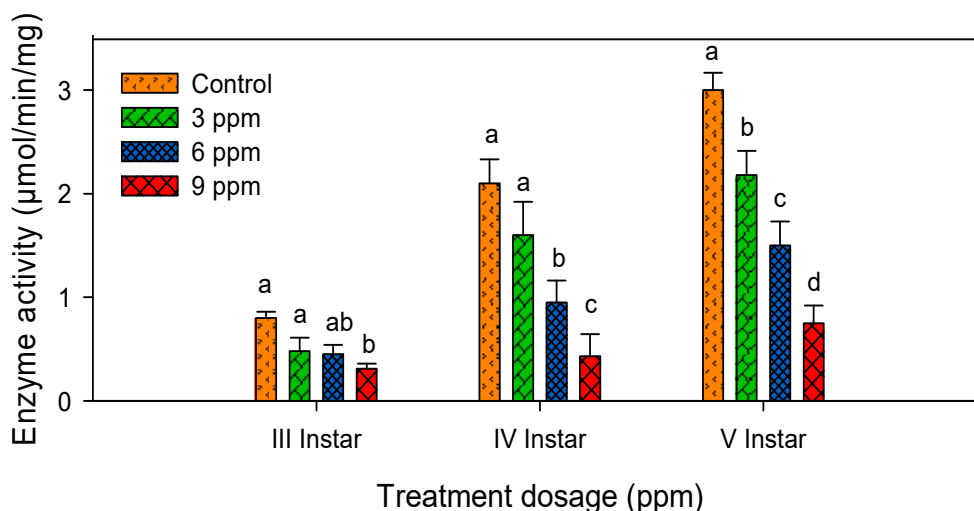 Enzyme activity (µmol/min/mg)
3
2
1
0
Control
3 ppm
6 ppm
9 ppm
a
a
ab
b
a
a
b
c
a
b
c
d
III Instar
IV Instar
V Instar
Treatment dosage (ppm)